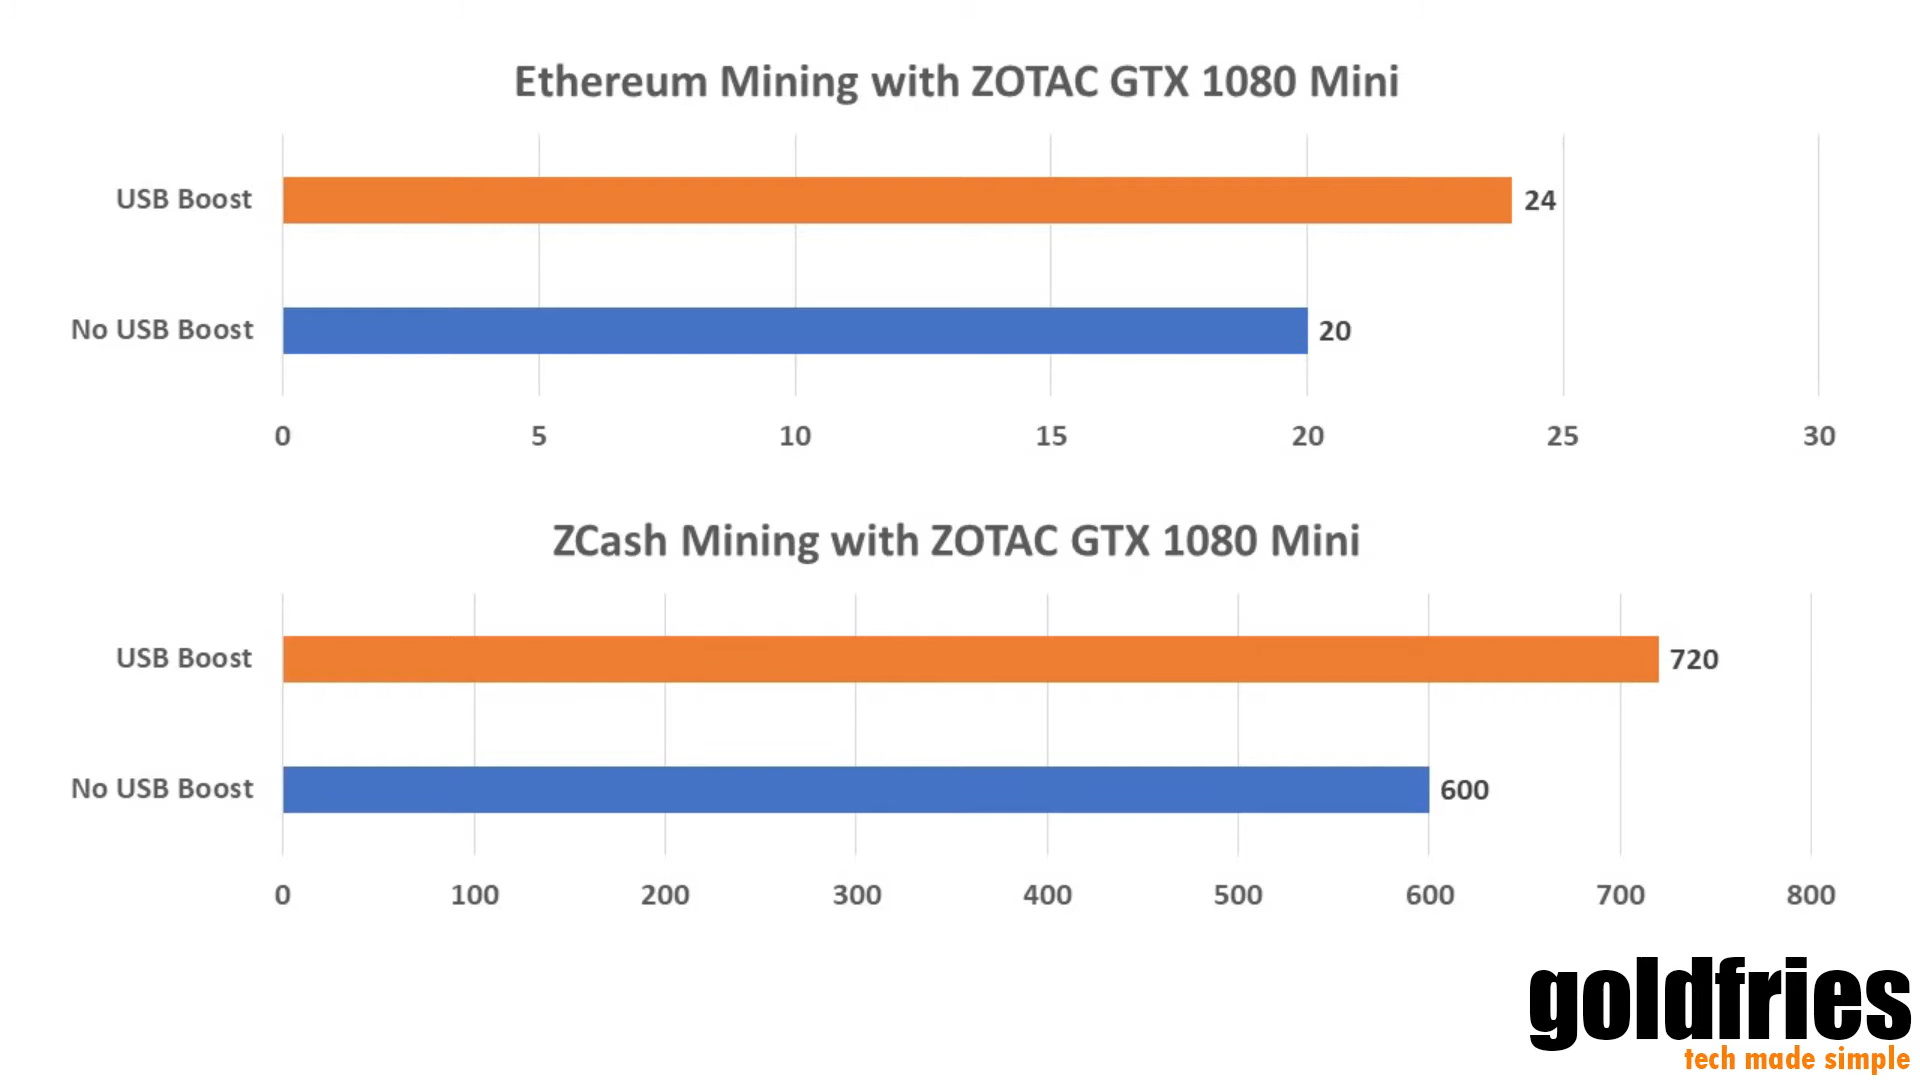 Ethereum Mining with ZOTAC GTX 1080 Mini
USB Boost 24
No USB Boost 20
0 5 10 15 20 25 30
ZCash Mining with ZOTAC GTX 1080 Mini
USB Boost 720
No USB Boost 600
0 100 200 300 400 500 600 700 800
goldfries
tech made simple